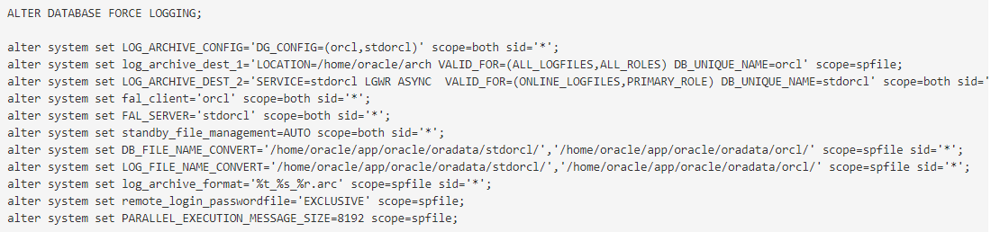 ALTER DATABASE FORCE LOGGING;
alter system set LOG_ARCHIVE_CONFIG='DG_CONFIG=(orcl,stdorcl)' scope=both sid='*';
alter system set log_archive_dest_1='LOCATION=/home/oracle/arch VALID_FOR=(ALL_LOGFILES,ALL_ROLES) DB_UNIQUE_NAME=orcl' scope=spfile;
alter system set LOG_ARCHIVE_DEST_2='SERVICE=stdorcl LGWR ASYNC  VALID_FOR=(ONLINE_LOGFILES,PRIMARY_ROLE) DB_UNIQUE_NAME=stdorcl' scope=both sid='
alter system set fal_client='orcl' scope=both sid='*';
alter system set FAL_SERVER='stdorcl' scope=both sid='*';
alter system set standby_file_management=AUTO scope=both sid='*';
alter system set DB_FILE_NAME_CONVERT='/home/oracle/app/oracle/oradata/stdorcl/','/home/oracle/app/oracle/oradata/orcl/' scope=spfile sid='*';
alter system set LOG_FILE_NAME_CONVERT='/home/oracle/app/oracle/oradata/stdorcl/','/home/oracle/app/oracle/oradata/orcl/' scope=spfile sid='*';
alter system set log_archive_format='%t_%s_%r.arc' scope=spfile sid='*';
alter system set remote_login_passwordfile='EXCLUSIVE' scope=spfile;
alter system set PARALLEL_EXECUTION_MESSAGE_SIZE=8192 scope=spfile;